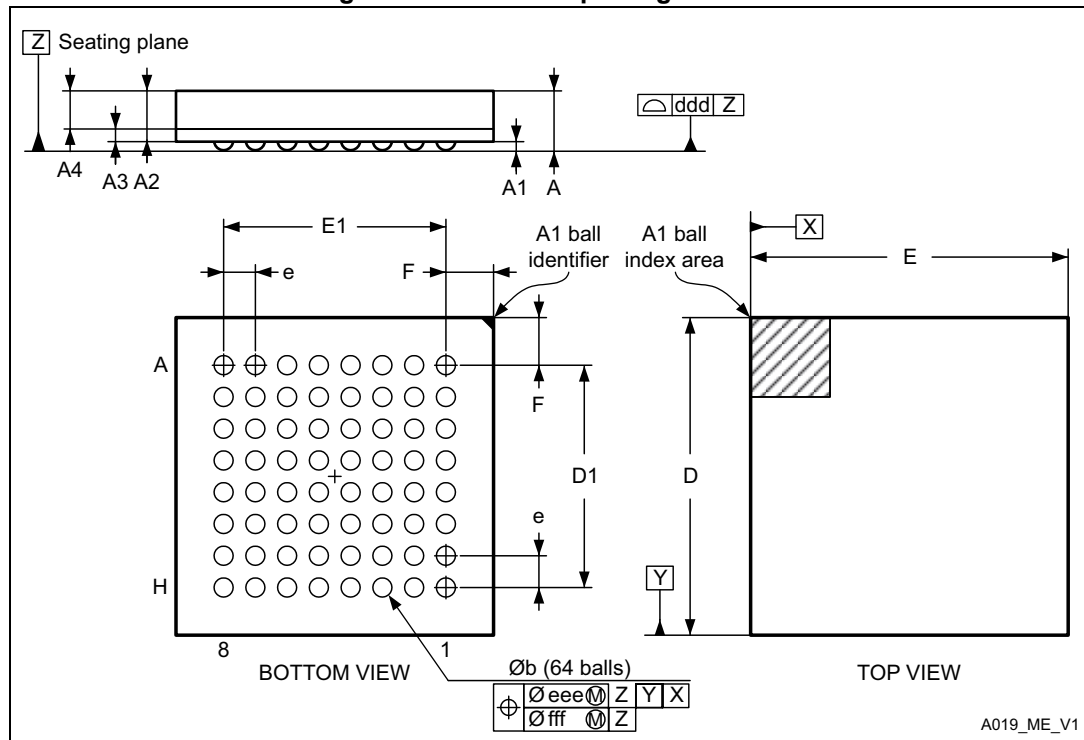 Z Seating plane
ddd Z
A4
A3 A2
A1 A
E1
A1 ball
identifier
A1 ball
index area
X
E
e
F
A
F
D1
D
e
H
Y
8
1
BOTTOM VIEW
Øb (64 balls)
TOP VIEW
Ø eee Ⓜ Z Y X
Ø fff Ⓜ Z
A019_ME_V1